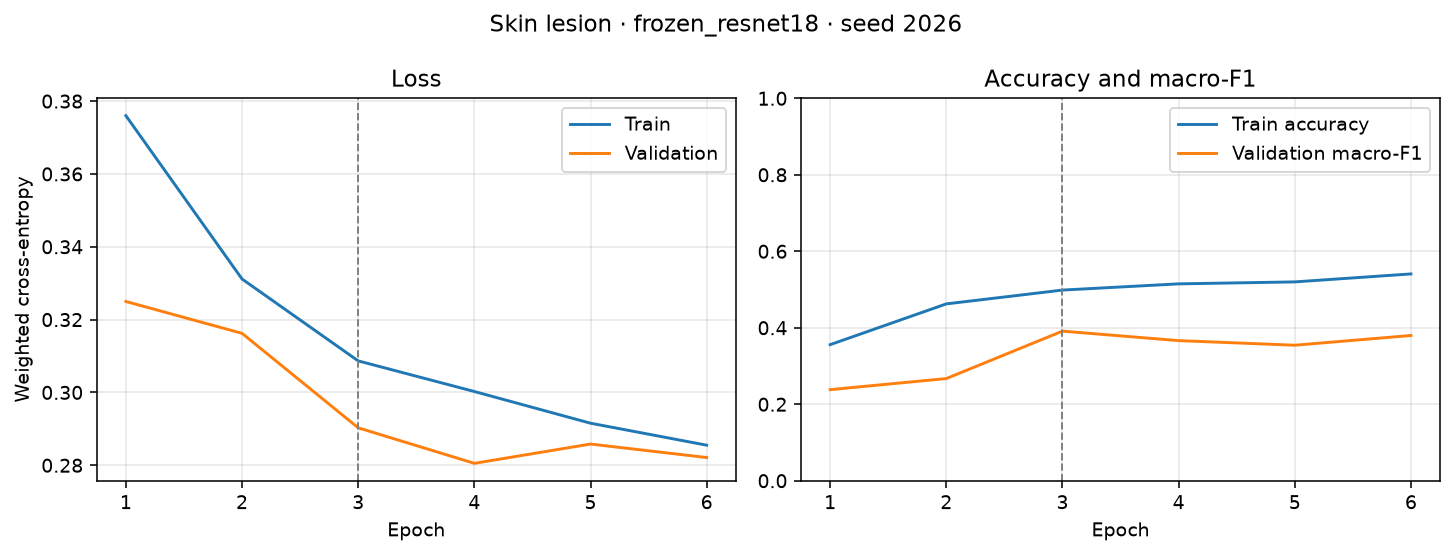 Skin lesion · frozen_resnet18 · seed 2026
Loss
Weighted cross-entropy
0.38
0.36
0.34
0.32
0.30
0.28
Train
Validation
1 2 3 4 5 6
Epoch
Accuracy and macro-F1
1.0
0.8
0.6
0.4
0.2
0.0
Train accuracy
Validation macro-F1
1 2 3 4 5 6
Epoch